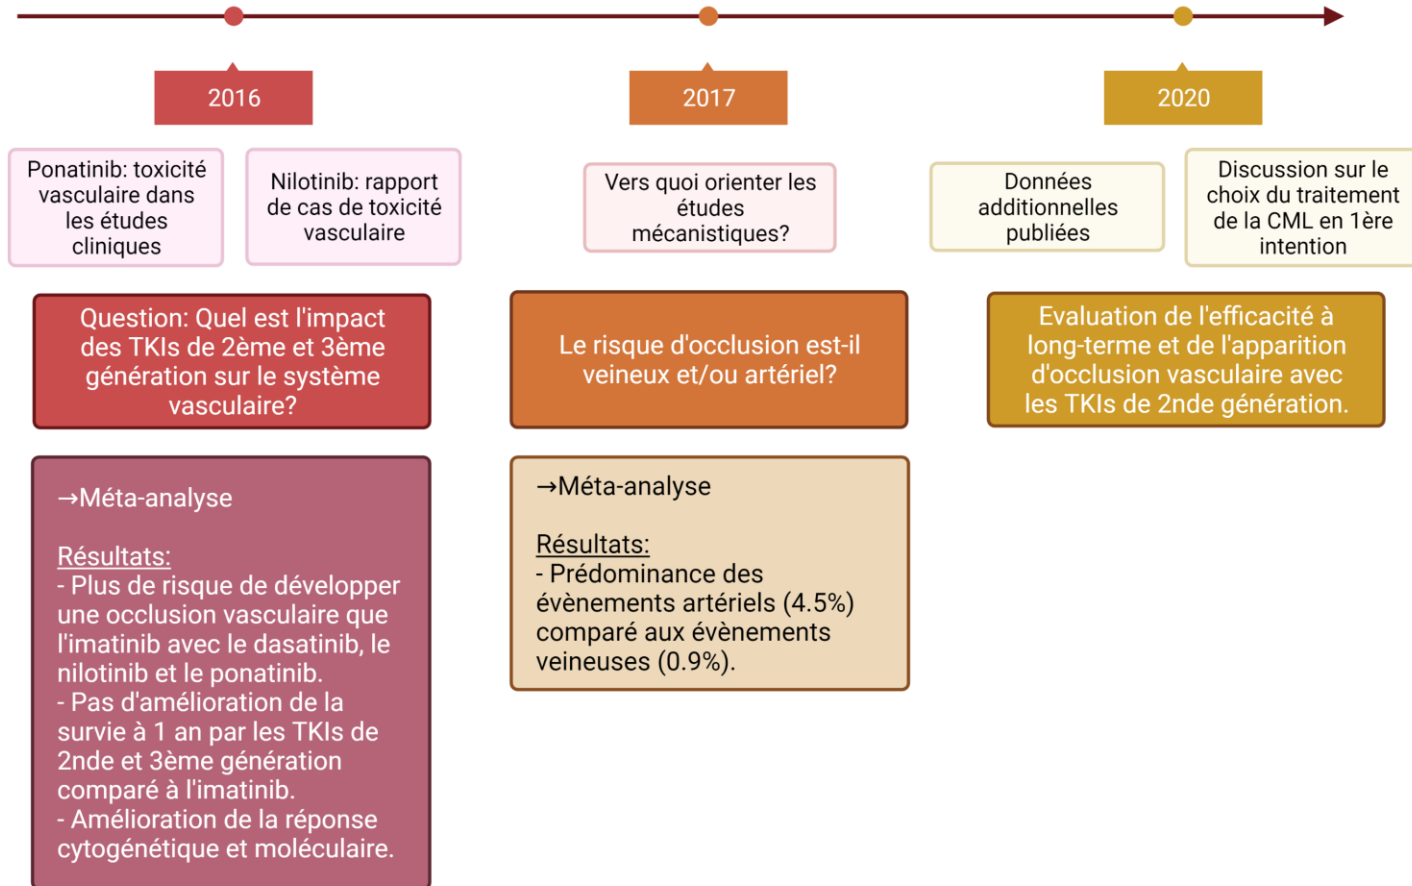 2016
2017
2020
Ponatinib: toxicité
vasculaire dans
les études
cliniques
Nilotinib: rapport
de cas de toxicité
vasculaire
Vers quoi orienter les
études
mécanistiques?
Données
additionnelles
publiées
Discussion sur le
choix du traitement
de la CML en 1ère
intention
Question: Quel est l'impact
des TKIs de 2ème et 3ème
génération sur le système
vasculaire?
Le risque d'occlusion est-il
veineux et/ou artériel?
Evaluation de l'efficacité à
long-terme et de l'apparition
d'occlusion vasculaire avec
les TKIs de 2nde génération.
→Méta-analyse
Résultats:
- Plus de risque de développer
une occlusion vasculaire que
l'imatinib avec le dasatinib, le
nilotinib et le ponatinib.
- Pas d'amélioration de la
survie à 1 an par les TKIs de
2nde et 3ème génération
comparé à l'imatinib.
- Amélioration de la réponse
cytogénétique et moléculaire.
→Méta-analyse
Résultats:
- Prédominance des
évènements artériels (4.5%)
comparé aux évènements
veineuses (0.9%).